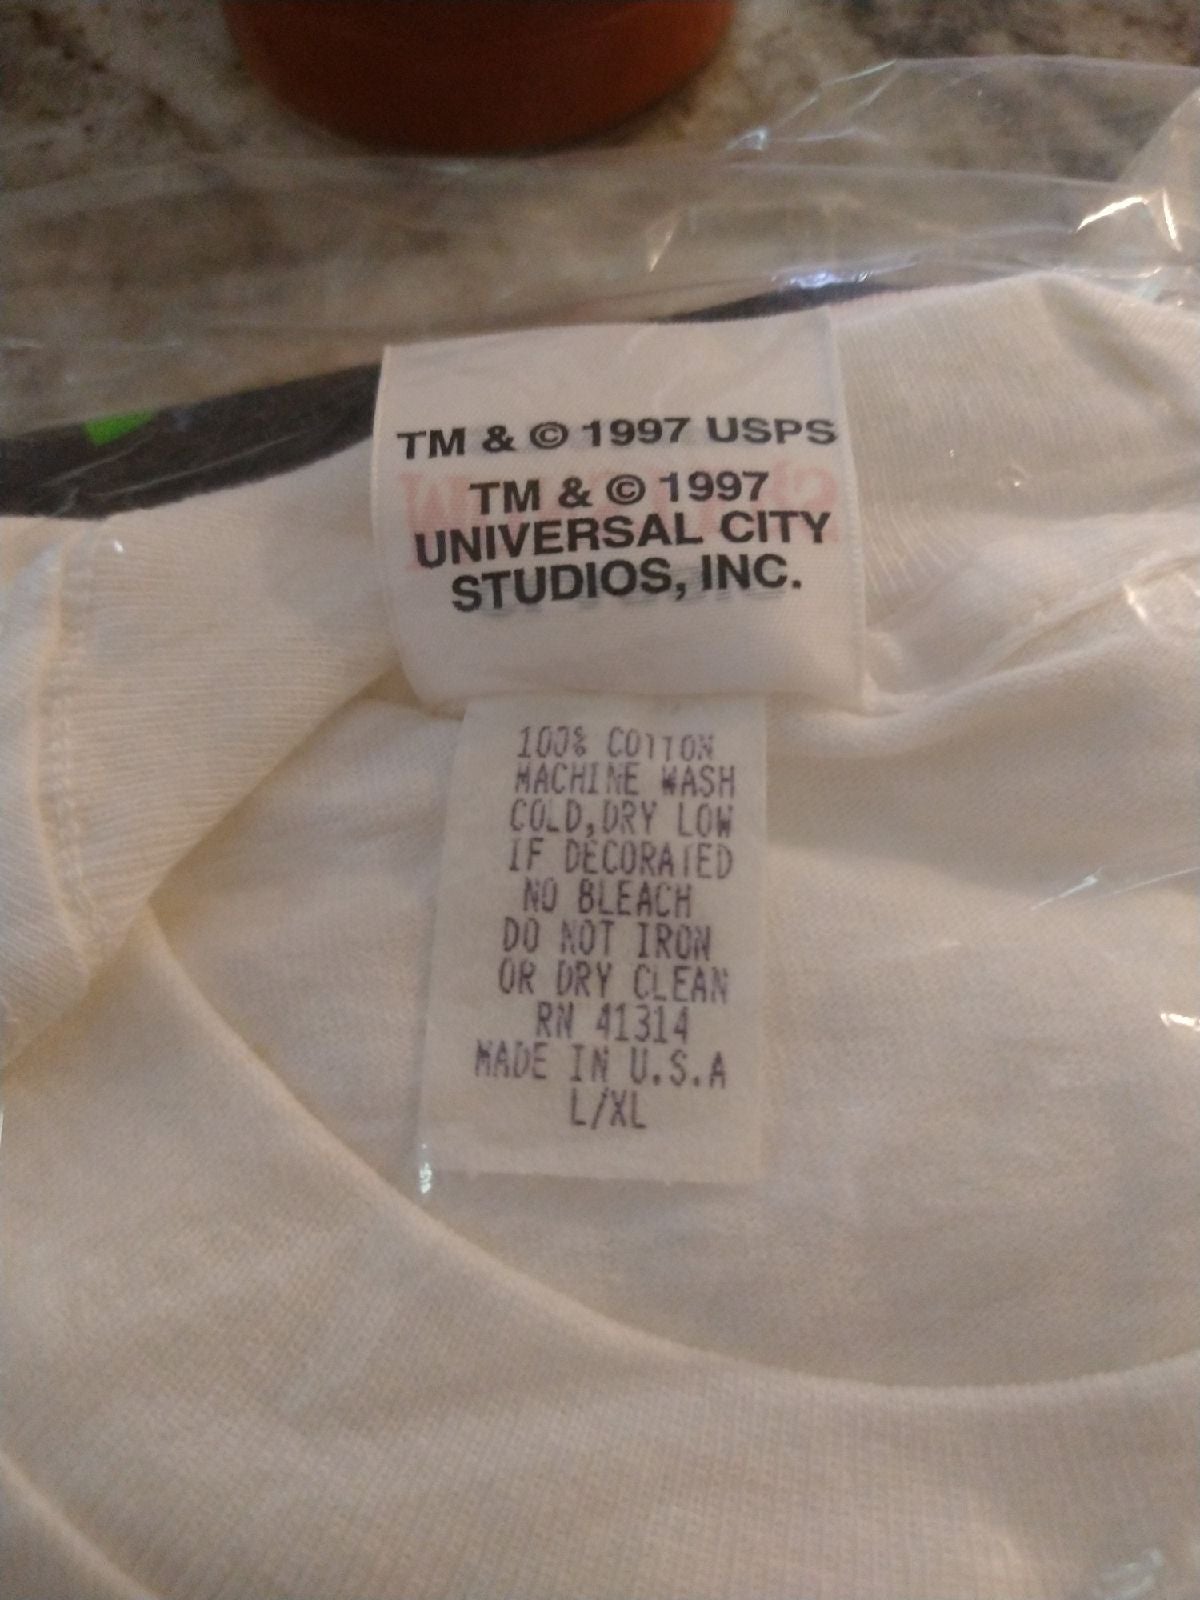 TM & © 1997 USPS
TM & © 1997
UNIVERSAL CITY
STUDIOS, INC.
100% COTTON
MACHINE WASH
COLD,DRY LOW
IF DECORATED
NO BLEACH
DO NOT IRON
OR DRY CLEAN
RN 41314
MADE IN U.S.A
L/XL